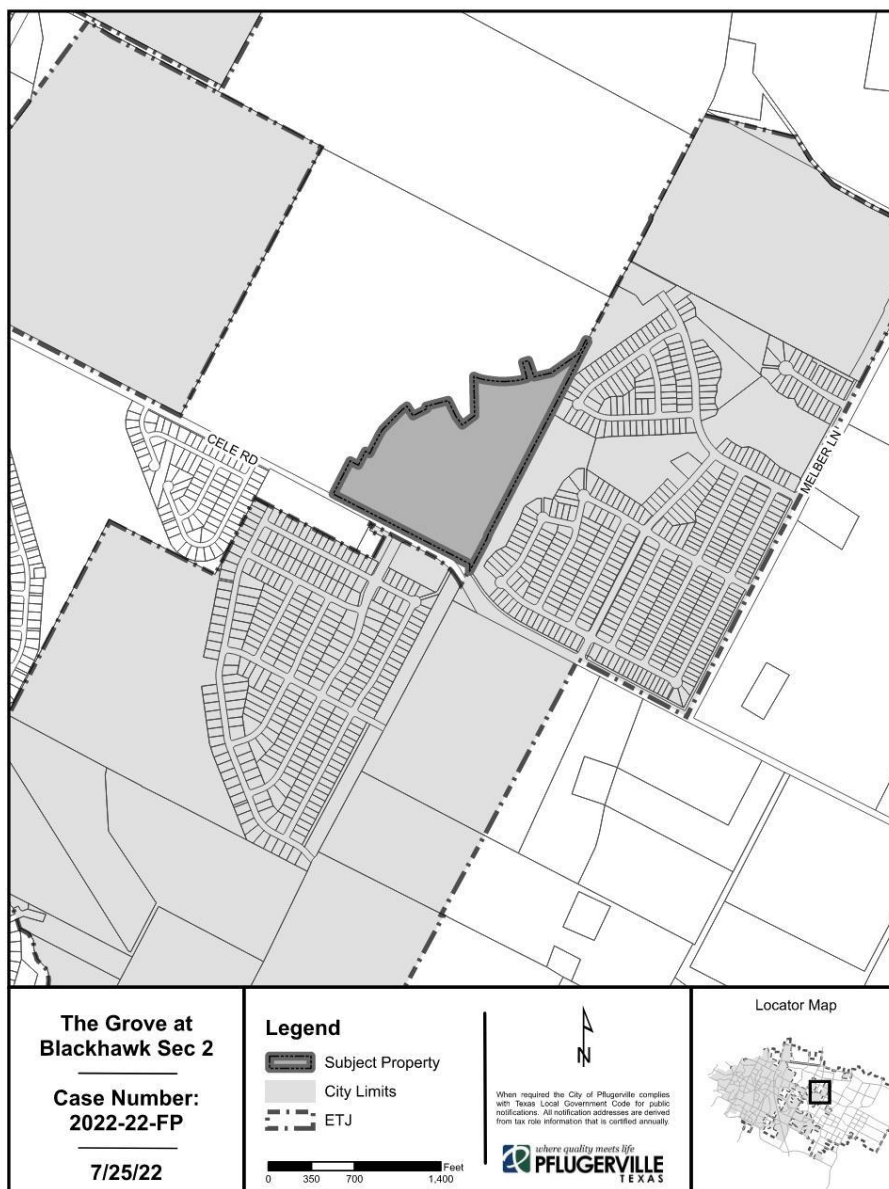 CELE RD
MELBER LN
The Grove at
Blackhawk Sec 2
Case Number:
2022-22-FP
7/25/22
Legend
Subject Property
City Limits
ETJ
Feet
0 350 700 1,400
N
When required the City of Pflugerville complies
with Texas Local Government Code for public
notifications. All notification addresses are derived
from tax role information that is certified annually.
where quality meets life
PFLUGERVILLE
TEXAS
Locator Map